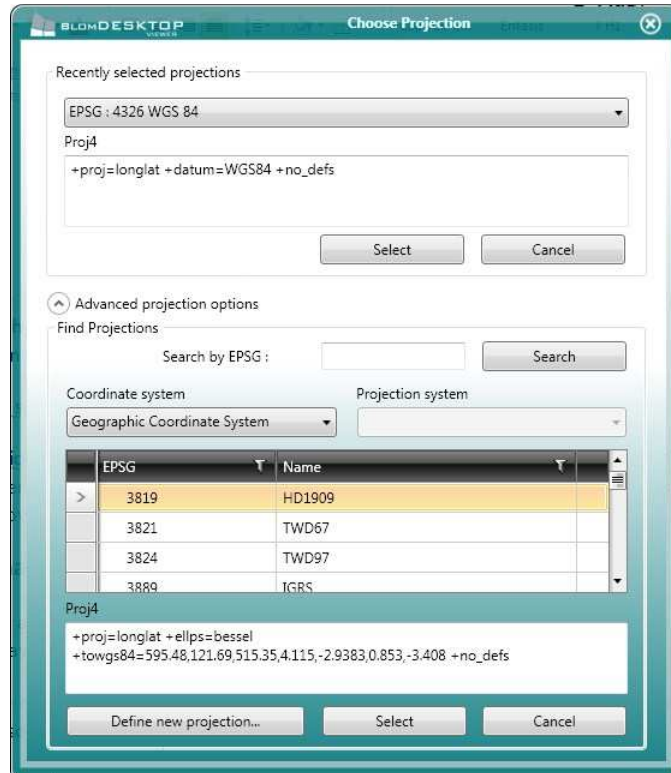 BLOMDESKTOP
VIEWER
Choose Projection
Recently selected projections
EPSG : 4326 WGS 84
Proj4
+proj=longlat +datum=WGS84 +no_defs
Select Cancel
Advanced projection options
Find Projections
Search by EPSG : Search
Coordinate system Projection system
Geographic Coordinate System
EPSG Name
3819 HD1909
3821 TWD67
3824 TWD97
3889 IGRS
Proj4
+proj=longlat +ellps=bessel
+towgs84=595.48,121.69,515.35,4.115,-2.9383,0.853,-3.408 +no_defs
Define new projection... Select Cancel